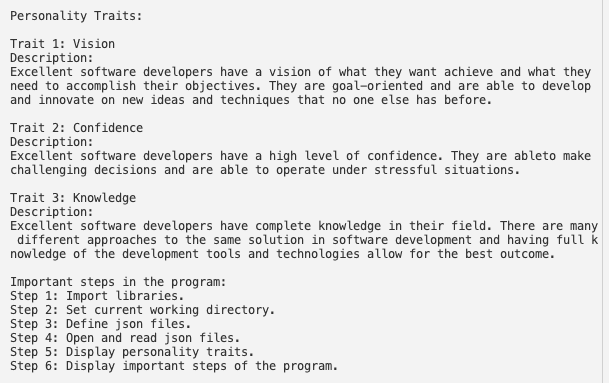 Personality Traits:

Trait 1: Vision
Description:
Excellent software developers have a vision of what they want achieve and what they
need to accomplish their objectives. They are goal-oriented and are able to develop
and innovate on new ideas and techniques that no one else has before.

Trait 2: Confidence
Description:
Excellent software developers have a high level of confidence. They are ableto make
challenging decisions and are able to operate under stressful situations.

Trait 3: Knowledge
Description:
Excellent software developers have complete knowledge in their field. There are many
 different approaches to the same solution in software development and having full k
nowledge of the development tools and technologies allow for the best outcome.

Important steps in the program:
Step 1: Import libraries.
Step 2: Set current working directory.
Step 3: Define json files.
Step 4: Open and read json files.
Step 5: Display personality traits.
Step 6: Display important steps of the program.